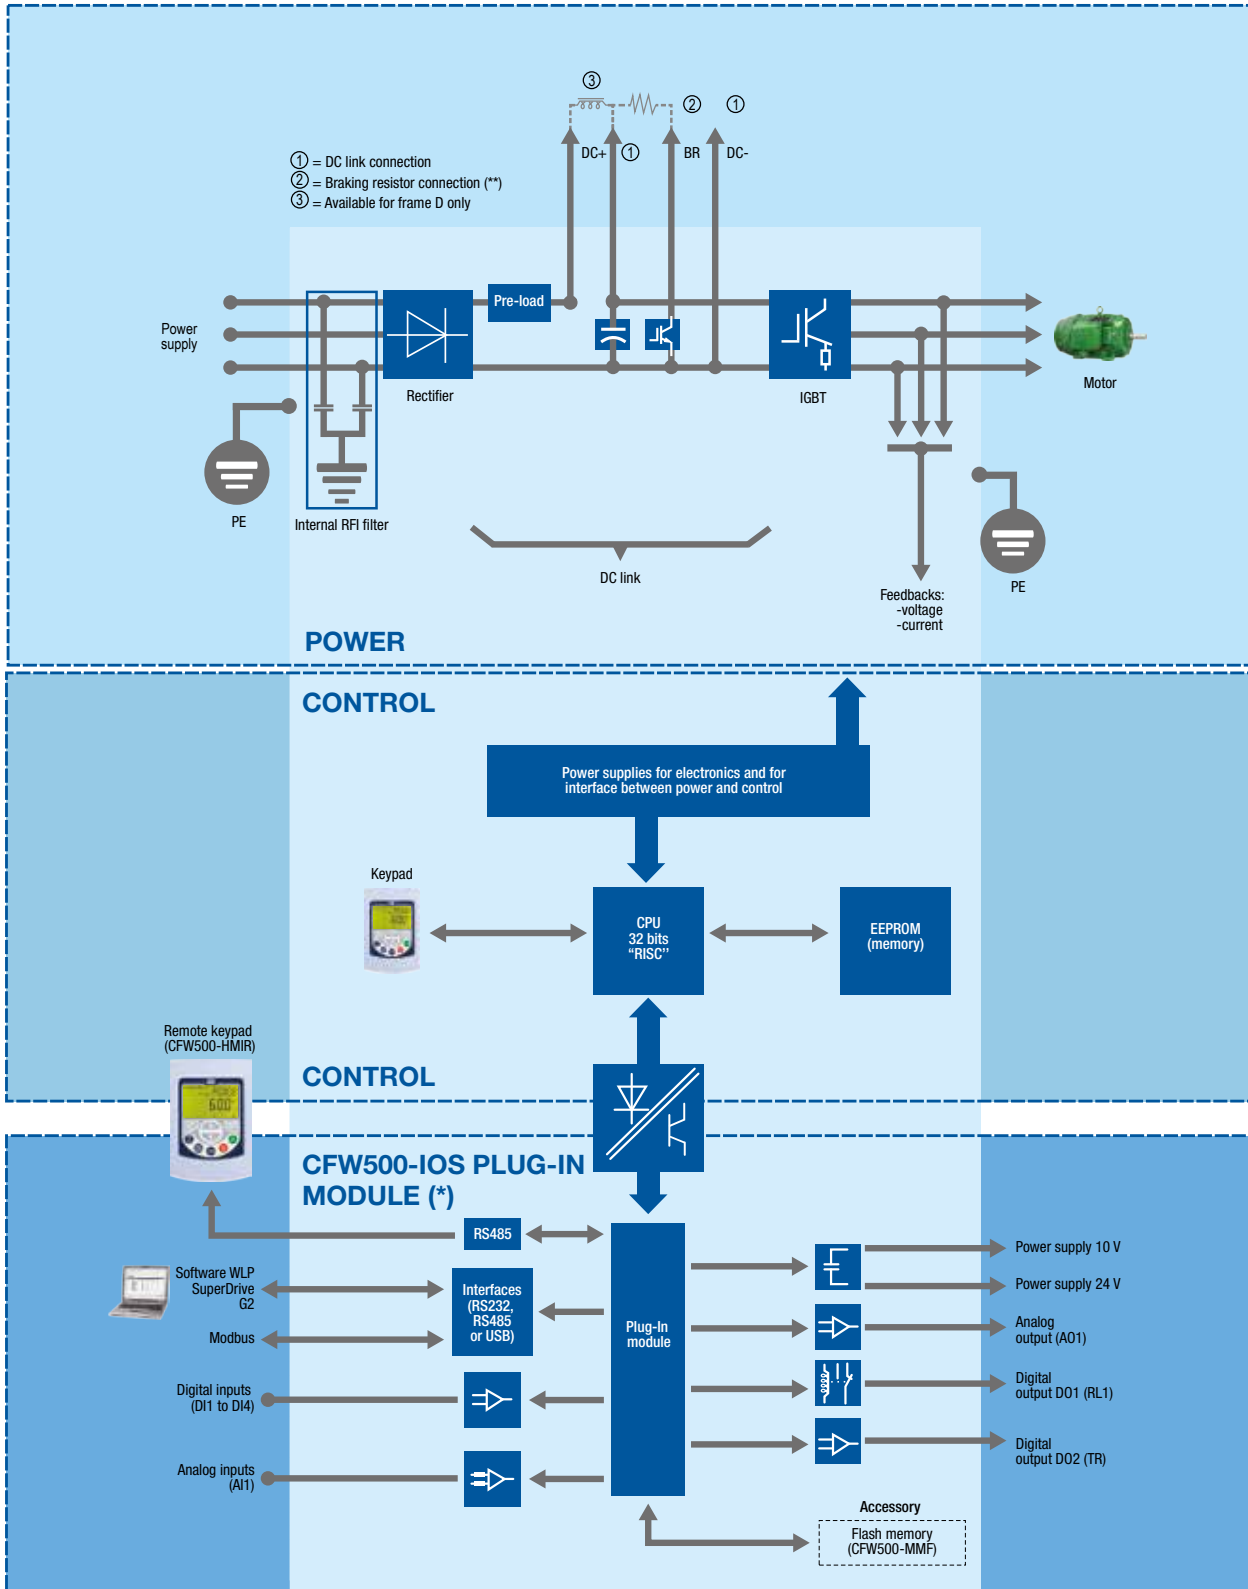 ③
② ①
DC+ ① BR DC-
① = DC link connection
② = Braking resistor connection (**)
③ = Available for frame D only
Pre-load
Power
supply
Rectifier
IGBT
Motor
PE
Internal RFI filter
DC link
PE
Feedbacks:
-voltage
-current
POWER
CONTROL
Power supplies for electronics and for
interface between power and control
Keypad
CPU
32 bits
“RISC’’
EEPROM
(memory)
Remote keypad
(CFW500-HMIR)
CONTROL
CFW500-IOS PLUG-IN
MODULE (*)
RS485
Software WLP
SuperDrive
G2
Modbus
Interfaces
(RS232,
RS485
or USB)
Digital inputs
(DI1 to DI4)
Analog inputs
(AI1)
Plug-In
module
Power supply 10 V
Power supply 24 V
Analog
output (AO1)
Digital
output DO1 (RL1)
Digital
output DO2 (TR)
Accessory
Flash memory
(CFW500-MMF)